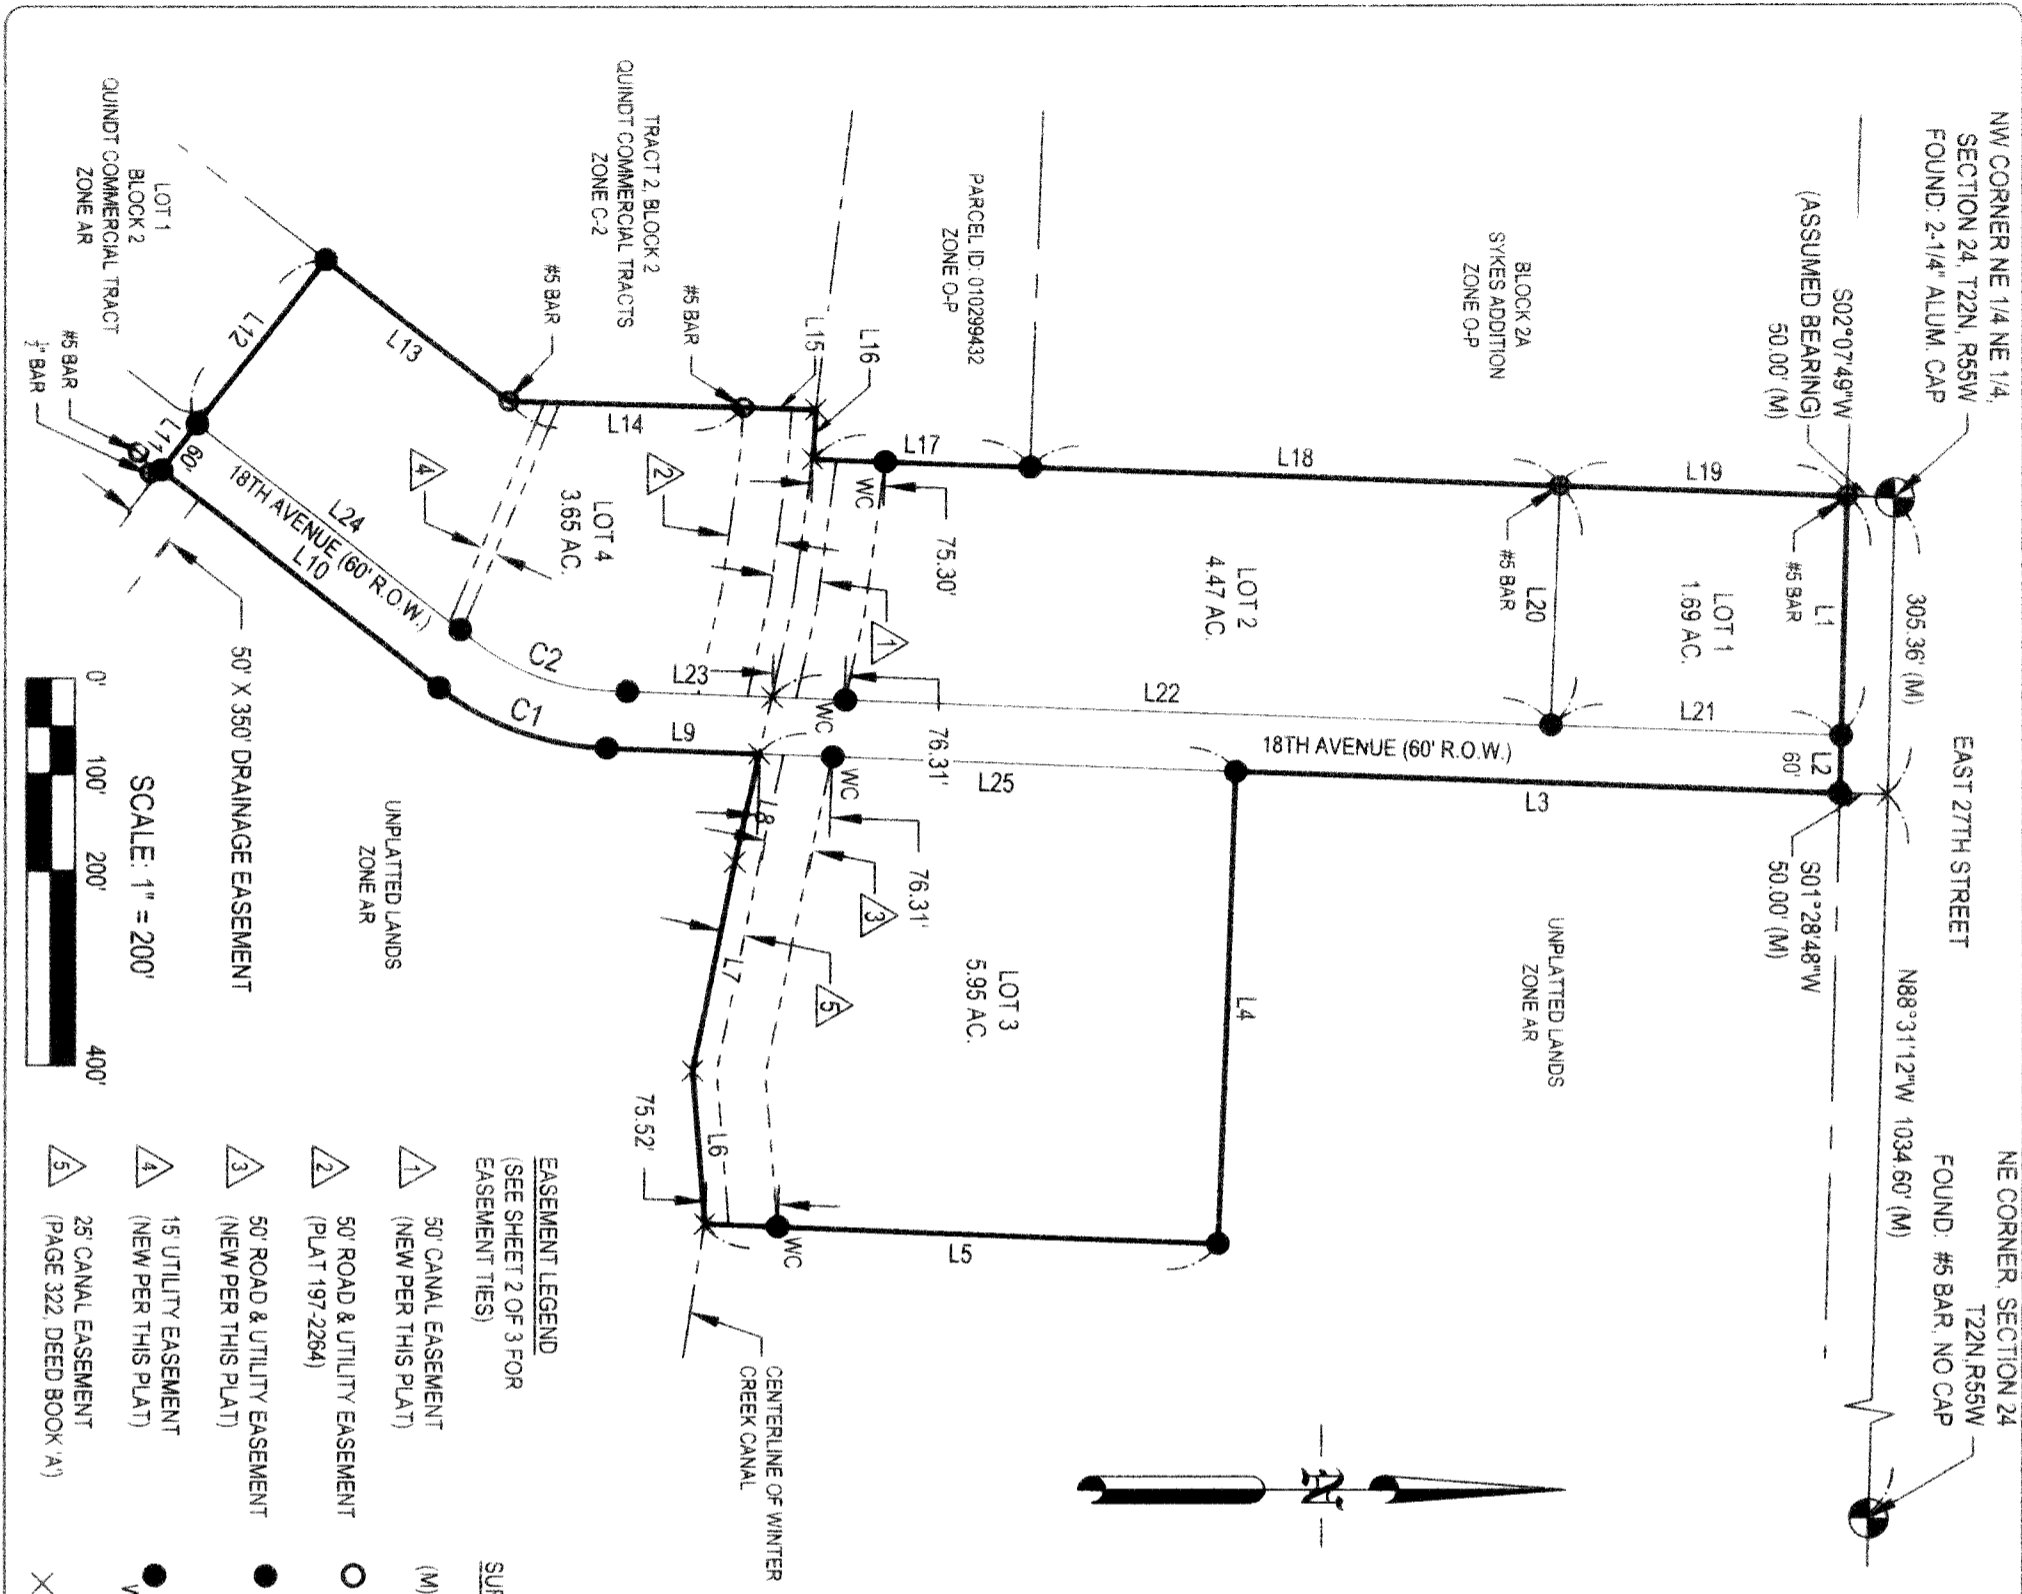 NW CORNER NE 1/4 NE 1/4,
SECTION 24, T22N, R55W
FOUND: 2-1/4" ALUM. CAP
S02°07'49"W
(ASSUMED BEARING)
50.00' (M)
305.36' (M)
EAST 27TH STREET
N88°31'12"W 1034.60' (M)
NE CORNER, SECTION 24
T22N,R55W
FOUND: #5 BAR, NO CAP
S01°28'48"W
50.00' (M)
#5 BAR
L1
L2
60'
LOT 1
1.69 AC.
L19
L20
#5 BAR
L21
BLOCK 2A
SYKES ADDITION
ZONE O-P
L18
LOT 2
4.47 AC.
L22
18TH AVENUE (60' R.O.W.)
L3
UNPLATTED LANDS
ZONE AR
PARCEL ID: 010299432
ZONE O-P
L17
WC
75.30'
1
WC
76.31'
L25
WC
76.31'
3
L4
LOT 3
5.95 AC.
5
L5
WC
L16
L15
TRACT 2, BLOCK 2
QUINDT COMMERCIAL TRACTS
ZONE C-2
#5 BAR
2
L14
#5 BAR
L23
L8
L7
L6
75.52'
CENTERLINE OF WINTER
CREEK CANAL
LOT 4
3.65 AC.
4
C2
C1
L9
L13
L12
LOT 1
BLOCK 2
QUINDT COMMERCIAL TRACT
ZONE AR
L24
18TH AVENUE (60' R.O.W.)
L10
L11
60'
#5 BAR
½" BAR
UNPLATTED LANDS
ZONE AR
50' X 350' DRAINAGE EASEMENT
SCALE: 1" = 200'
0' 100' 200' 400'
N
EASEMENT LEGEND
(SEE SHEET 2 OF 3 FOR
EASEMENT TIES)
1 50' CANAL EASEMENT
(NEW PER THIS PLAT)
2 50' ROAD & UTILITY EASEMENT
(PLAT 197-2264)
3 50' ROAD & UTILITY EASEMENT
(NEW PER THIS PLAT)
4 15' UTILITY EASEMENT
(NEW PER THIS PLAT)
5 25' CANAL EASEMENT
(PAGE 322, DEED BOOK 'A')
(M)